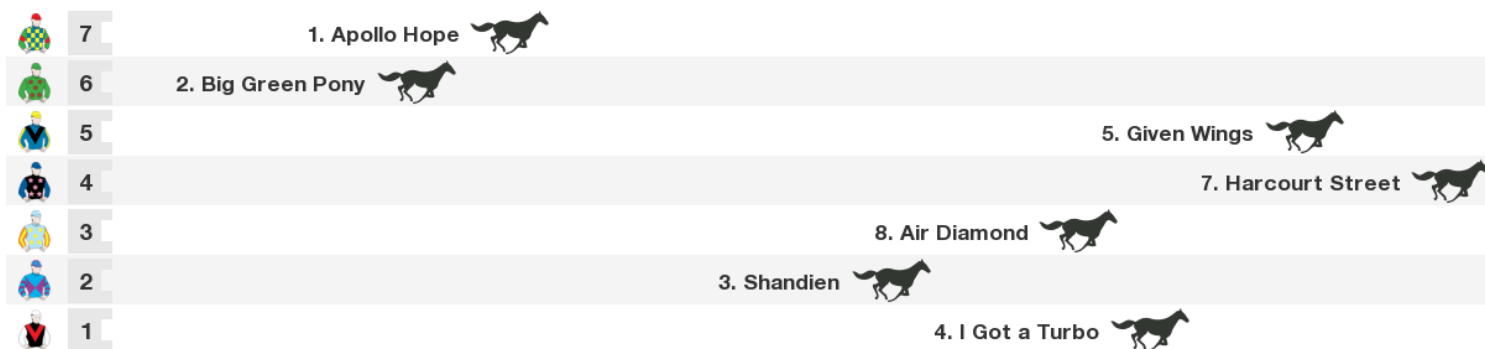 7 1. Apollo Hope
6 2. Big Green Pony
5 5. Given Wings
4 7. Harcourt Street
3 8. Air Diamond
2 3. Shandien
1 4. I Got a Turbo